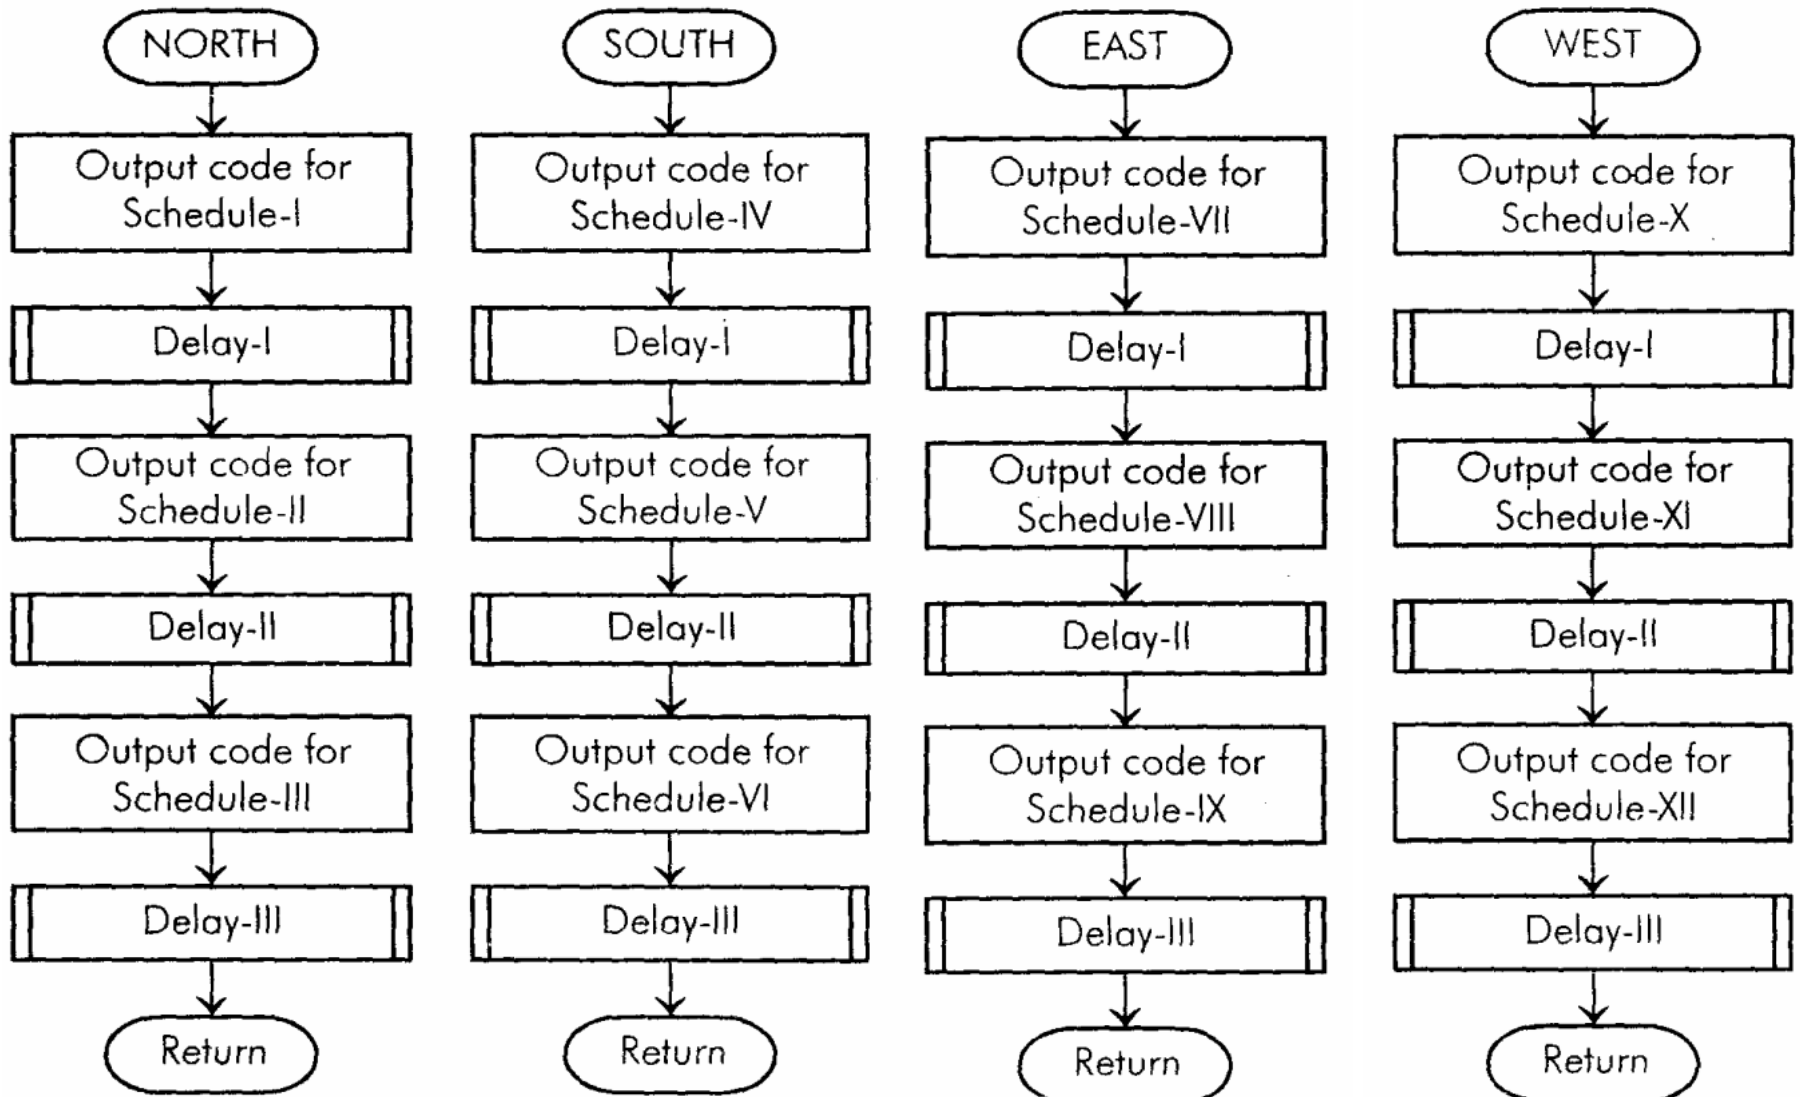 NORTH
Output code for
Schedule-I
Delay-I
Output code for
Schedule-II
Delay-II
Output code for
Schedule-III
Delay-III
Return
SOUTH
Output code for
Schedule-IV
Delay-I
Output code for
Schedule-V
Delay-II
Output code for
Schedule-VI
Delay-III
Return
EAST
Output code for
Schedule-VII
Delay-I
Output code for
Schedule-VIII
Delay-II
Output code for
Schedule-IX
Delay-III
Return
WEST
Output code for
Schedule-X
Delay-I
Output code for
Schedule-XI
Delay-II
Output code for
Schedule-XII
Delay-III
Return